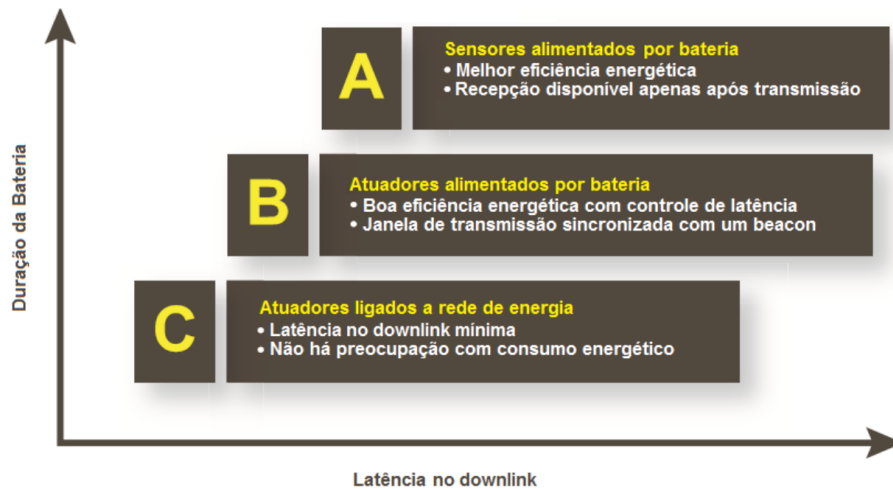 A
Sensores alimentados por bateria
• Melhor eficiência energética
• Recepção disponível apenas após transmissão
B
Atuadores alimentados por bateria
• Boa eficiência energética com controle de latência
• Janela de transmissão sincronizada com um beacon
C
Atuadores ligados a rede de energia
• Latência no downlink mínima
• Não há preocupação com consumo energético
Duração da Bateria
Latência no downlink